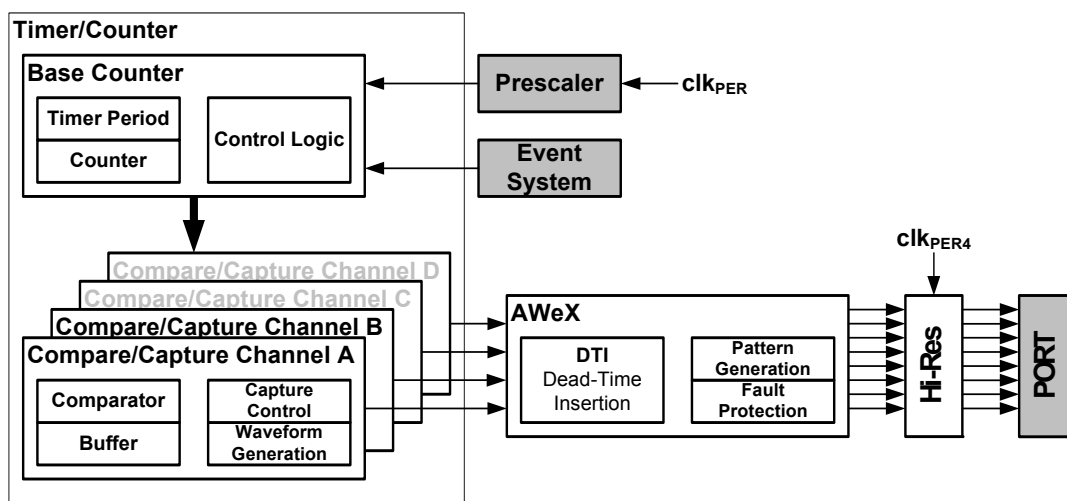 Timer/Counter
Base Counter
Timer Period
Counter
Control Logic
Prescaler
clkPER
Event
System
Compare/Capture Channel D
Compare/Capture Channel C
Compare/Capture Channel B
Compare/Capture Channel A
Comparator
Buffer
Capture
Control
Waveform
Generation
AWeX
DTI
Dead-Time
Insertion
Pattern
Generation
Fault
Protection
clkPER4
Hi-Res
PORT